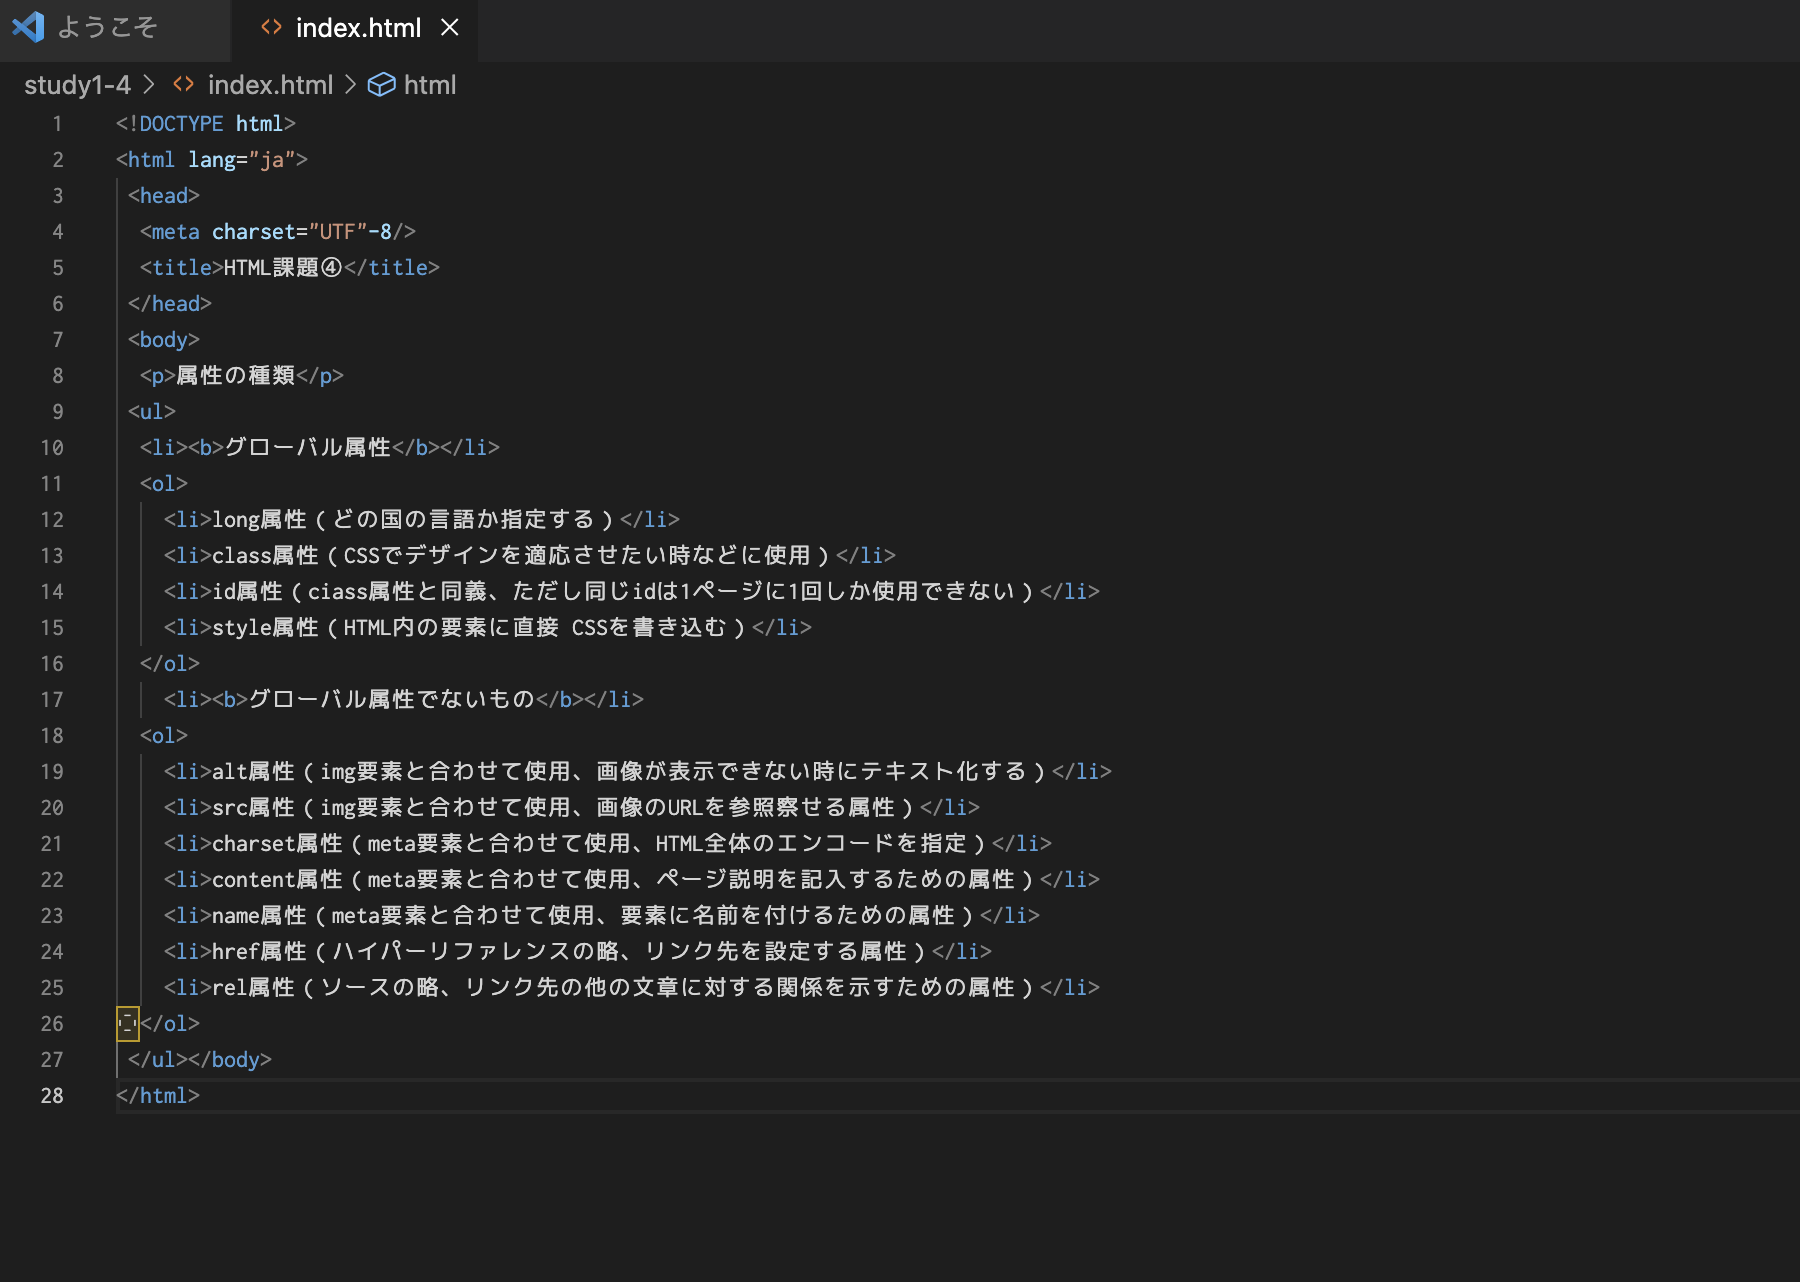 ようこそ
index.html
study1-4 > index.html > html
1 <!DOCTYPE html>
2 <html lang="ja">
3 <head>
4 <meta charset="UTF"-8/>
5 <title>HTML課題④</title>
6 </head>
7 <body>
8 <p>属性の種類</p>
9 <ul>
10 <li><b>グローバル属性</b></li>
11 <ol>
12 <li>long属性(どの国の言語か指定する)</li>
13 <li>class属性(CSSでデザインを適応させたい時などに使用)</li>
14 <li>id属性(ciass属性と同義、ただし同じidは1ページに1回しか使用できない)</li>
15 <li>style属性(HTML内の要素に直接 CSSを書き込む)</li>
16 </ol>
17 <li><b>グローバル属性でないもの</b></li>
18 <ol>
19 <li>alt属性(img要素と合わせて使用、画像が表示できない時にテキスト化する)</li>
20 <li>src属性(img要素と合わせて使用、画像のURLを参照察せる属性)</li>
21 <li>charset属性(meta要素と合わせて使用、HTML全体のエンコードを指定)</li>
22 <li>content属性(meta要素と合わせて使用、ページ説明を記入するための属性)</li>
23 <li>name属性(meta要素と合わせて使用、要素に名前を付けるための属性)</li>
24 <li>href属性(ハイパーリファレンスの略、リンク先を設定する属性)</li>
25 <li>rel属性(ソースの略、リンク先の他の文章に対する関係を示すための属性)</li>
26 </ol>
27 </ul></body>
28 </html>